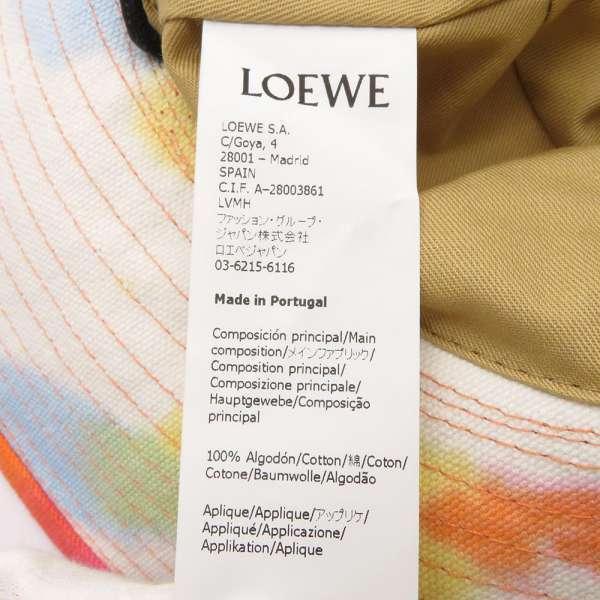 LOEWE
LOEWE S.A.
C/Goya, 4
28001 – Madrid
SPAIN
C.I.F. A–28003861
LVMH
ファッション・グループ・
ジャパン株式会社
ロエベジャパン
03-6215-6116
Made in Portugal
Composición principal/Main
composition/メインファブリック/
Composition principal/
Composizione principale/
Hauptgewebe/Composição
principal
100% Algodón/Cotton/綿/Coton/
Cotone/Baumwolle/Algodão
Aplique/Applique/アップリケ/
Appliqué/Applicazione/
Applikation/Aplique